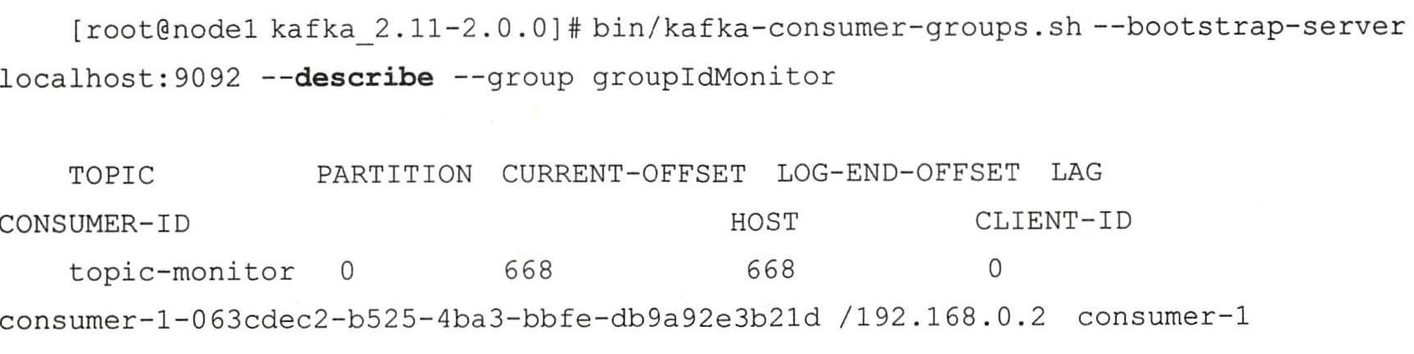 [root@node1 kafka_2.11-2.0.0]# bin/kafka-consumer-groups.sh --bootstrap-server
localhost:9092 --describe --group groupIdMonitor
TOPIC PARTITION CURRENT-OFFSET LOG-END-OFFSET LAG
CONSUMER-ID HOST CLIENT-ID
topic-monitor 0 668 668 0
consumer-1-063cdec2-b525-4ba3-bbfe-db9a92e3b21d /192.168.0.2 consumer-1